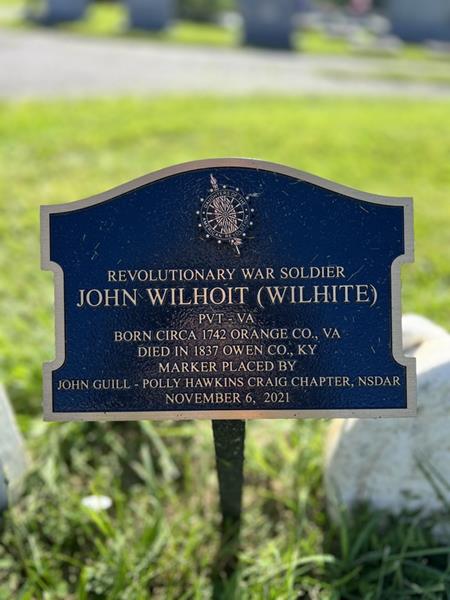 REVOLUTIONARY WAR SOLDIER
JOHN WILHOIT (WILHITE)
PVT - VA
BORN CIRCA 1742 ORANGE CO., VA
DIED IN 1837 OWEN CO., KY
MARKER PLACED BY
JOHN GUILL - POLLY HAWKINS CRAIG CHAPTER, NSDAR
NOVEMBER 6, 2021